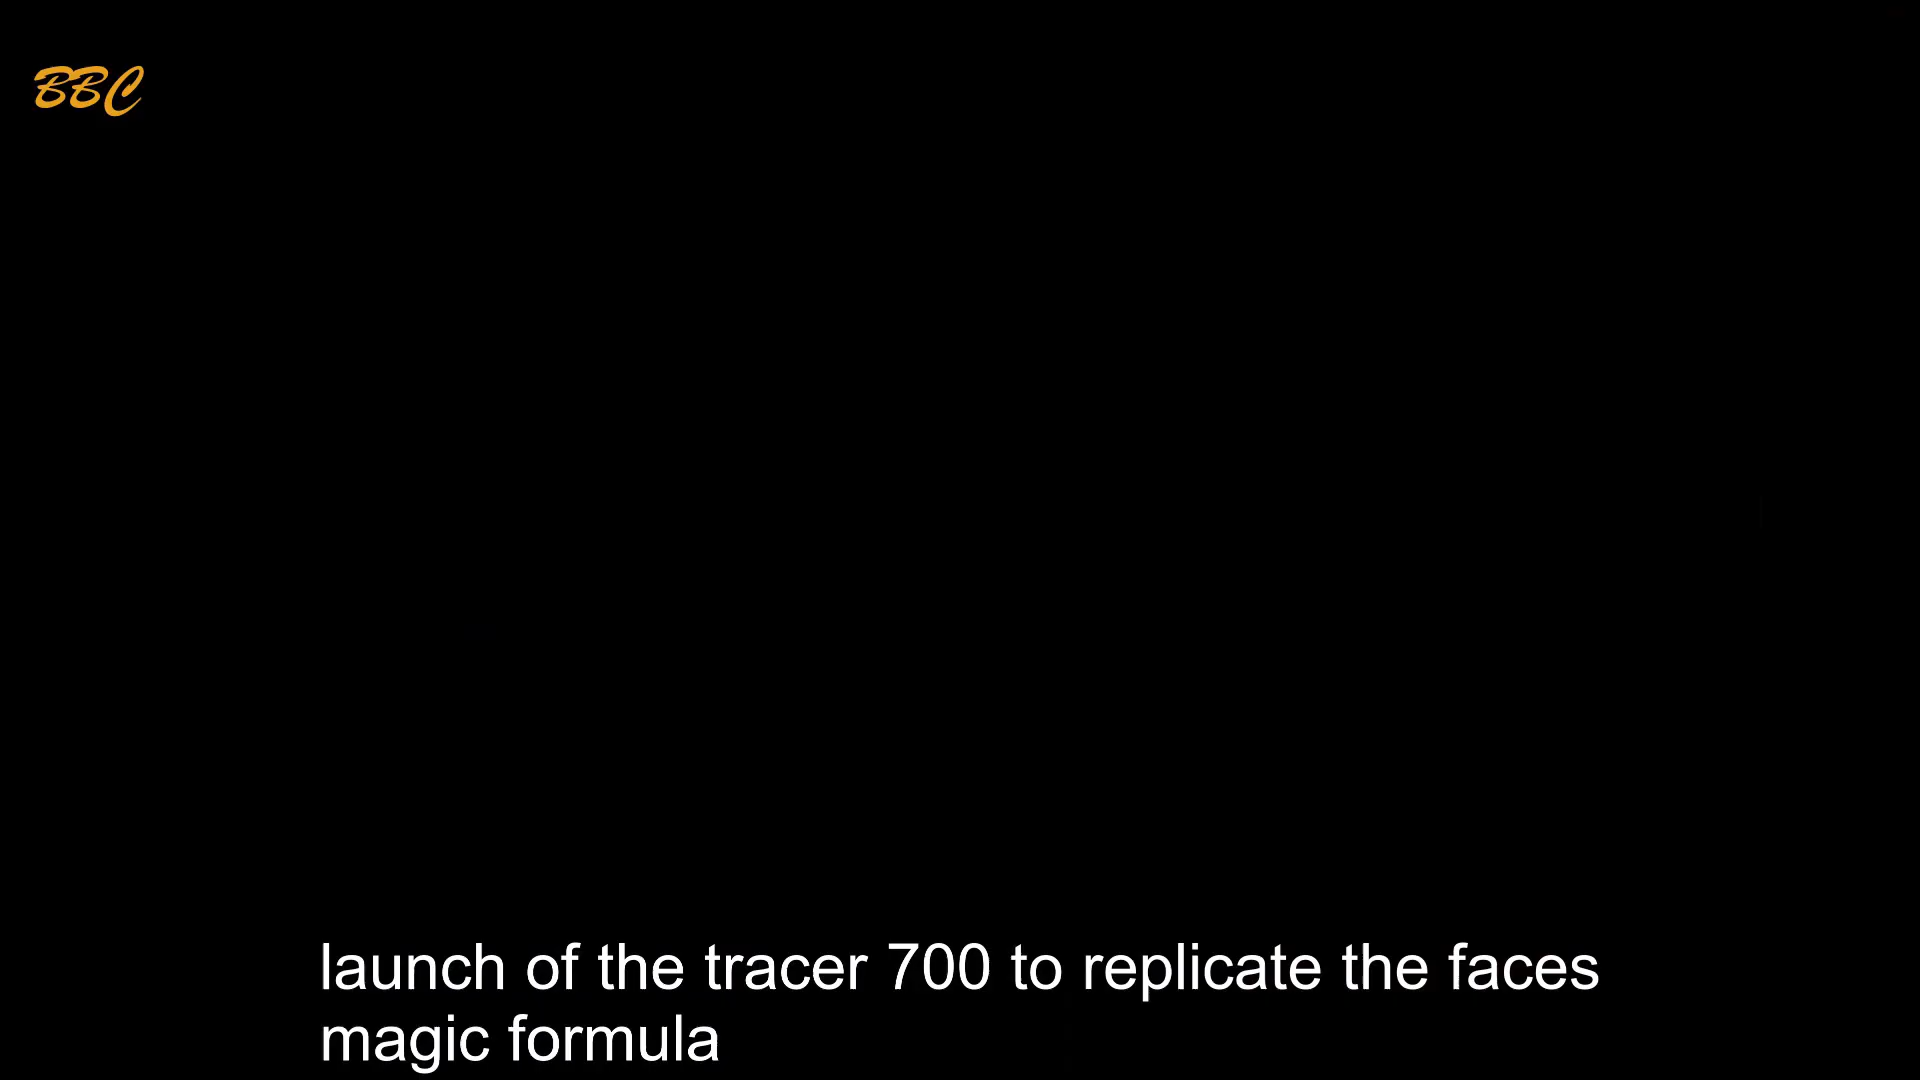 BBC
launch of the tracer 700 to replicate the faces
magic formula